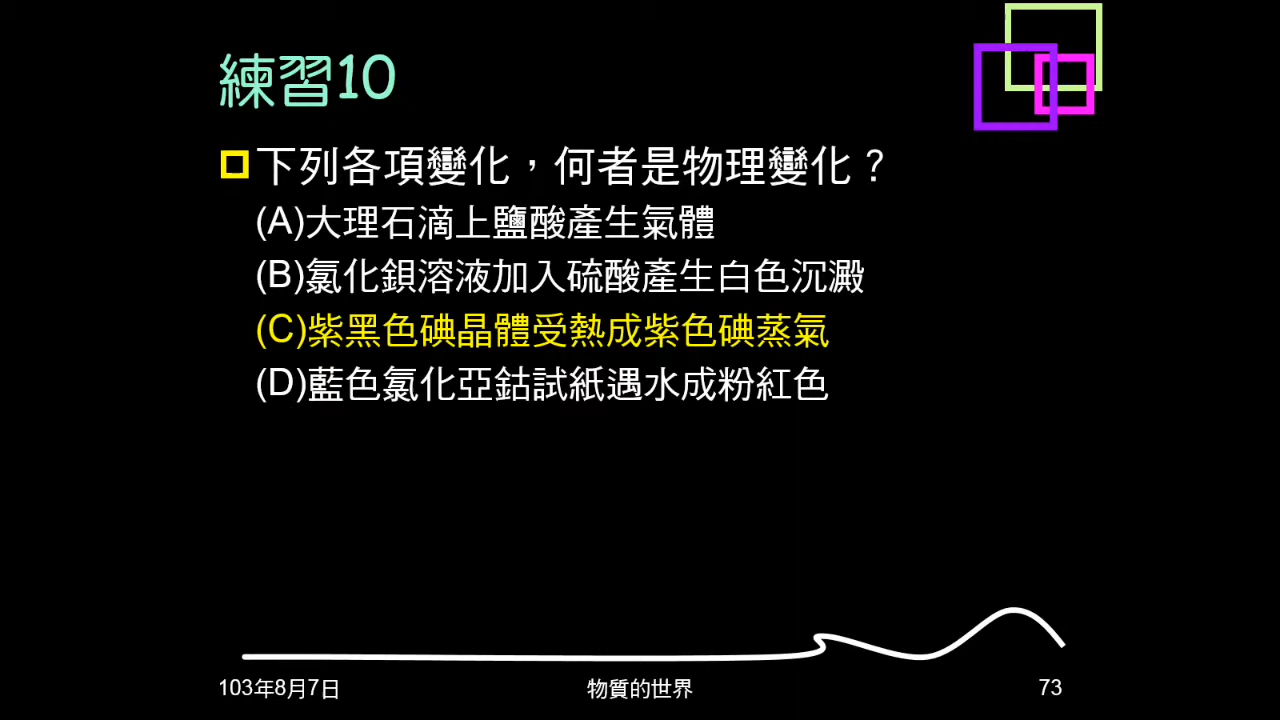 練習10
下列各項變化，何者是物理變化？
(A)大理石滴上鹽酸產生氣體
(B)氯化鋇溶液加入硫酸產生白色沉澱
(C)紫黑色碘晶體受熱成紫色碘蒸氣
(D)藍色氯化亞鈷試紙遇水成粉紅色
103年8月7日
物質的世界
73